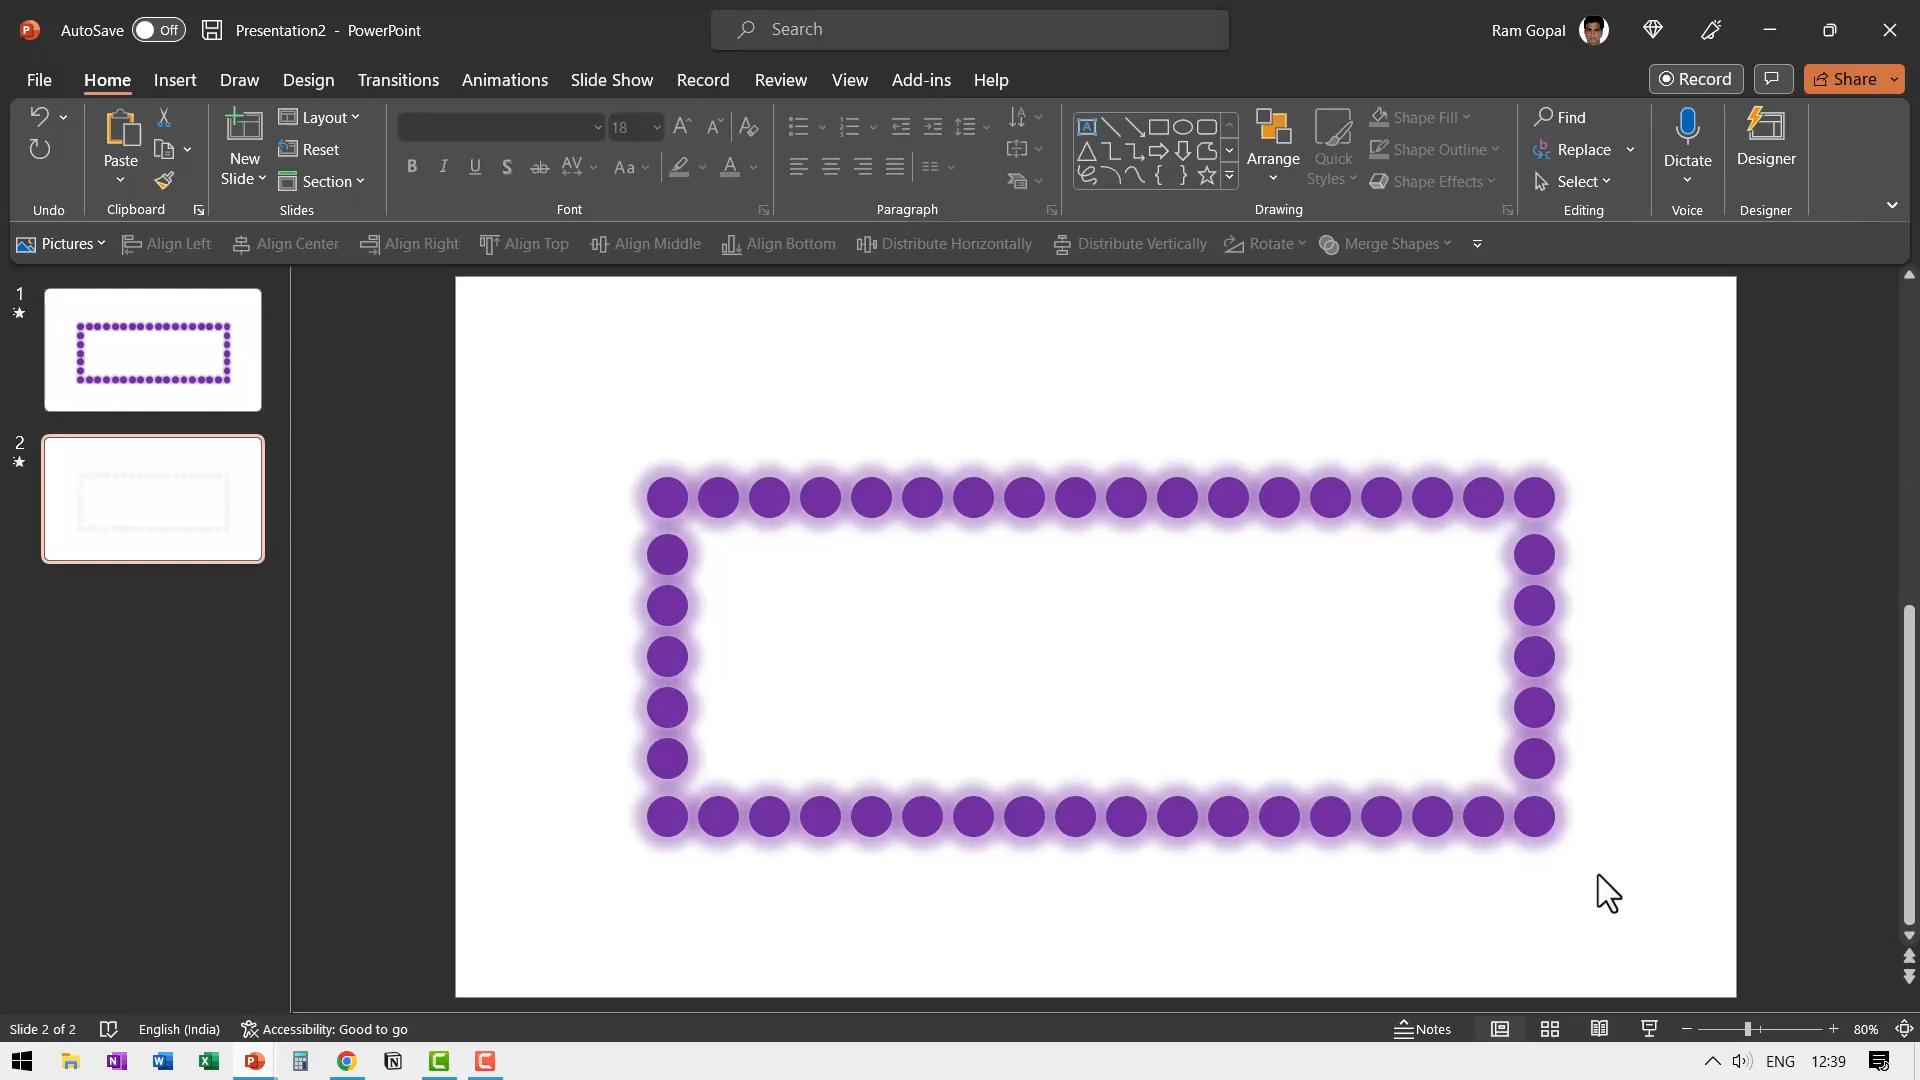 AutoSave Off Presentation2 - PowerPoint Search Ram Gopal
File Home Insert Draw Design Transitions Animations Slide Show Record Review View Add-ins Help Record Share
Undo
Paste
Clipboard
New Slide
Layout
Reset
Section
Slides
18
B I U S ab AV Aa A
Font
Paragraph
Arrange
Quick Styles
Shape Fill
Shape Outline
Shape Effects
Drawing
Find
Replace
Select
Editing
Dictate
Voice
Designer
Designer
Pictures Align Left Align Center Align Right Align Top Align Middle Align Bottom Distribute Horizontally Distribute Vertically Rotate Merge Shapes
1
2
Slide 2 of 2 English (India) Accessibility: Good to go Notes 80%
ENG 12:39